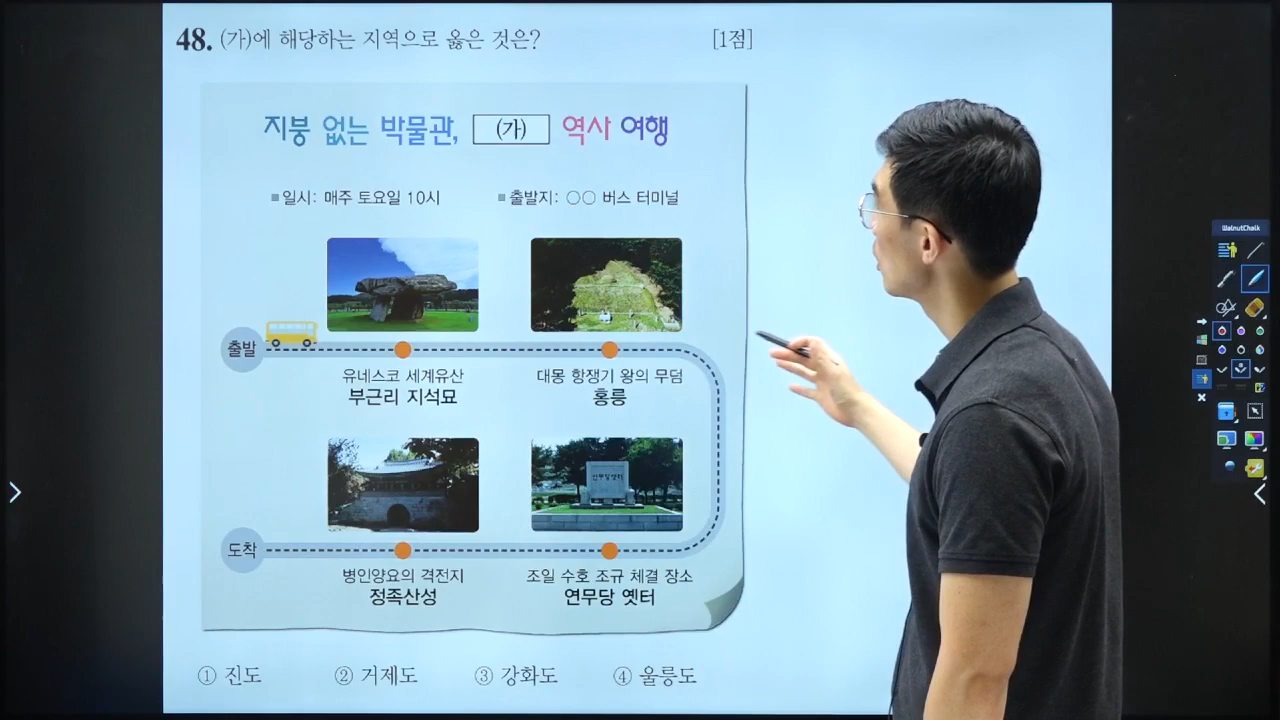 48. (가)에 해당하는 지역으로 옳은 것은? [1점]
지붕 없는 박물관, (가) 역사 여행
■일시: 매주 토요일 10시 ■출발지: ○○ 버스 터미널
출발
유네스코 세계유산 대몽 항쟁기 왕의 무덤
부근리 지석묘 홍릉
연무당옛터
도착
병인양요의 격전지 조일 수호 조규 체결 장소
정족산성 연무당 옛터
① 진도 ② 거제도 ③ 강화도 ④ 울릉도
WalnutChalk